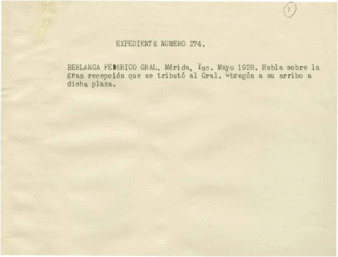 1
EXPEDIENTE NUMERO 274.
BERLANGA FEDERICO GRAL. Mérida, Yuc. Mayo 1928. Habla sobre la
gran recepción que se tributó al Gral. Obregón a su arribo a
dicha plaza.